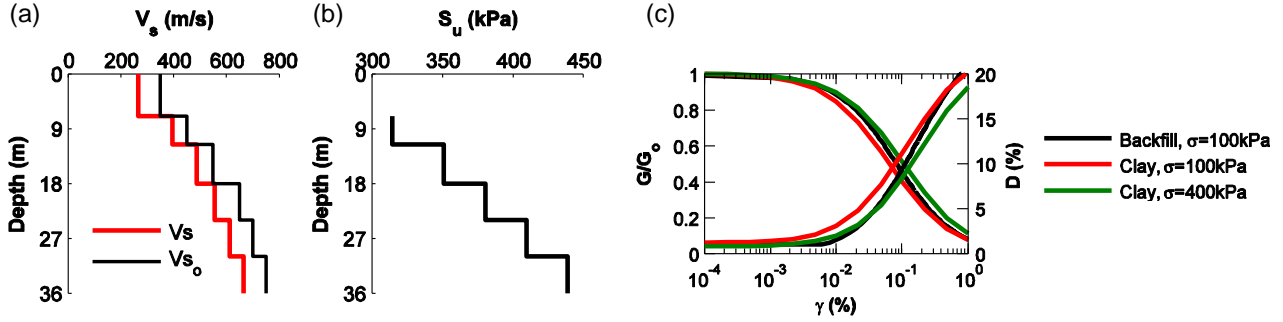 (a)
V_s (m/s)
0 200 400 600 800
0
9
18
27
36
Depth (m)
Vs
Vs_o
(b)
S_u (kPa)
300 350 400 450
0
9
18
27
36
Depth (m)
(c)
1
0.8
0.6
0.4
0.2
0
G/G_o
20
15
10
5
0
D (%)
10^-4 10^-3 10^-2 10^-1 10^0
γ (%)
Backfill, σ=100kPa
Clay, σ=100kPa
Clay, σ=400kPa